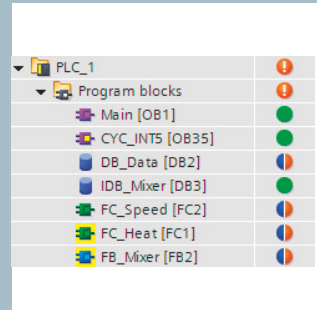 PLC_1
Program blocks
Main [OB1]
CYC_INT5 [OB35]
DB_Data [DB2]
IDB_Mixer [DB3]
FC_Speed [FC2]
FC_Heat [FC1]
FB_Mixer [FB2]